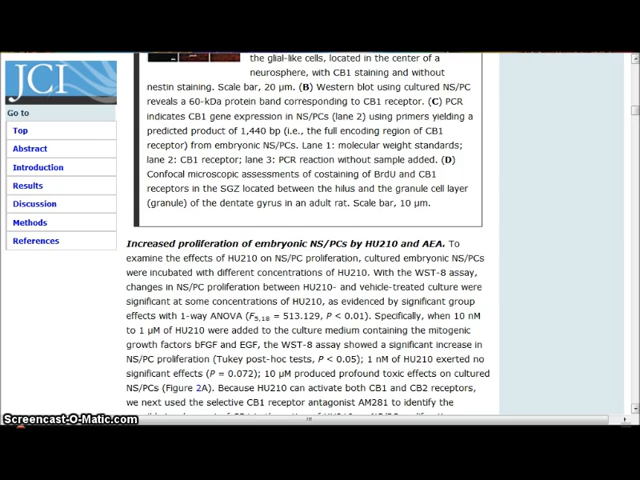 the glial-like cells, located in the center of a
neurosphere, with CB1 staining and without
nestin staining. Scale bar, 20 μm. (B) Western blot using cultured NS/PC
reveals a 60-kDa protein band corresponding to CB1 receptor. (C) PCR
indicates CB1 gene expression in NS/PCs (lane 2) using primers yielding a
predicted product of 1,440 bp (i.e., the full encoding region of CB1
receptor) from embryonic NS/PCs. Lane 1: molecular weight standards;
lane 2: CB1 receptor; lane 3: PCR reaction without sample added. (D)
Confocal microscopic assessments of costaining of BrdU and CB1
receptors in the SGZ located between the hilus and the granule cell layer
(granule) of the dentate gyrus in an adult rat. Scale bar, 10 μm.
JCI
Go to
Top
Abstract
Introduction
Results
Discussion
Methods
References
Increased proliferation of embryonic NS/PCs by HU210 and AEA. To
examine the effects of HU210 on NS/PC proliferation, cultured embryonic NS/PCs
were incubated with different concentrations of HU210. With the WST-8 assay,
changes in NS/PC proliferation between HU210- and vehicle-treated culture were
significant at some concentrations of HU210, as evidenced by significant group
effects with 1-way ANOVA (F5,18 = 513.129, P < 0.01). Specifically, when 10 nM
to 1 μM of HU210 were added to the culture medium containing the mitogenic
growth factors bFGF and EGF, the WST-8 assay showed a significant increase in
NS/PC proliferation (Tukey post-hoc tests, P < 0.05); 1 nM of HU210 exerted no
significant effects (P = 0.072); 10 μM produced profound toxic effects on cultured
NS/PCs (Figure 2A). Because HU210 can activate both CB1 and CB2 receptors,
we next used the selective CB1 receptor antagonist AM281 to identify the
Screencast-O-Matic.com